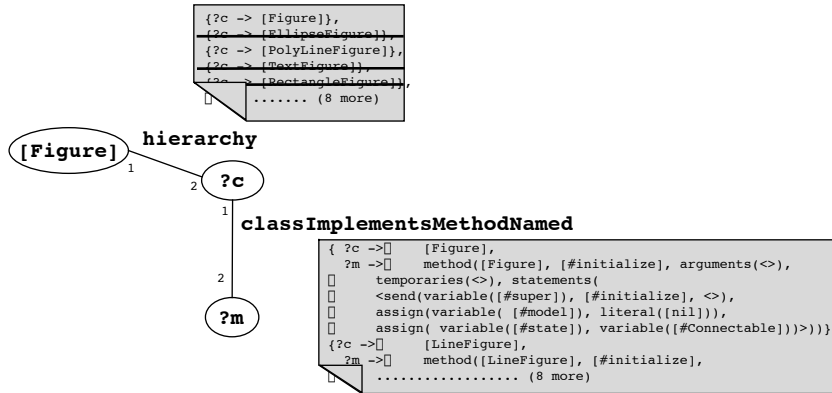 {?c -> [Figure]},
{?c -> [EllipseFigure]},
{?c -> [PolyLineFigure]},
{?c -> [TextFigure]},
{?c -> [RectangleFigure]},
....... (8 more)
hierarchy
[Figure]
1
2
?c
1
classImplementsMethodNamed
{ ?c -> [Figure],
?m -> method([Figure], [#initialize], arguments(<>),
temporaries(<>), statements(
<send(variable([#super]), [#initialize], <>),
assign(variable( [#model]), literal([nil])),
assign( variable([#state]), variable([#Connectable]))>))}
{?c -> [LineFigure],
?m -> method([LineFigure], [#initialize],
.................. (8 more)
2
?m